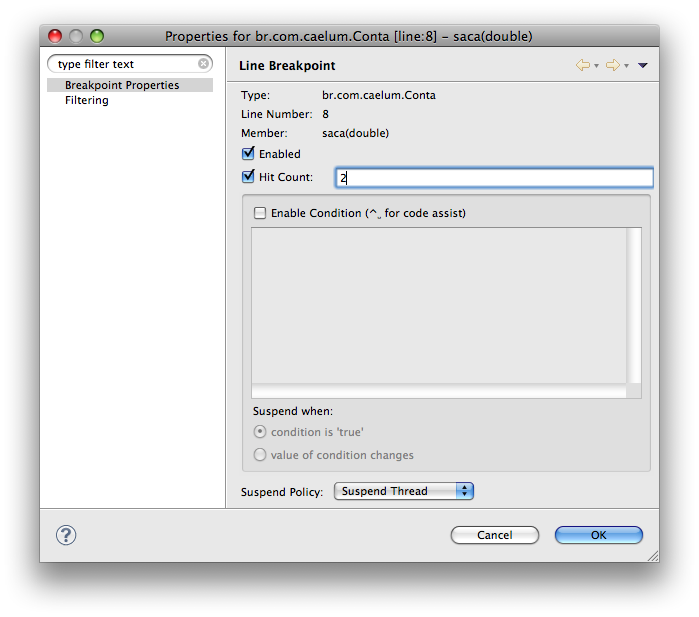 Properties for br.com.caelum.Conta [line:8] – saca(double)
type filter text
Breakpoint Properties
Filtering
Line Breakpoint
Type: br.com.caelum.Conta
Line Number: 8
Member: saca(double)
Enabled
Hit Count: 2
Enable Condition (^␣ for code assist)
Suspend when:
condition is 'true'
value of condition changes
Suspend Policy: Suspend Thread
?
Cancel
OK